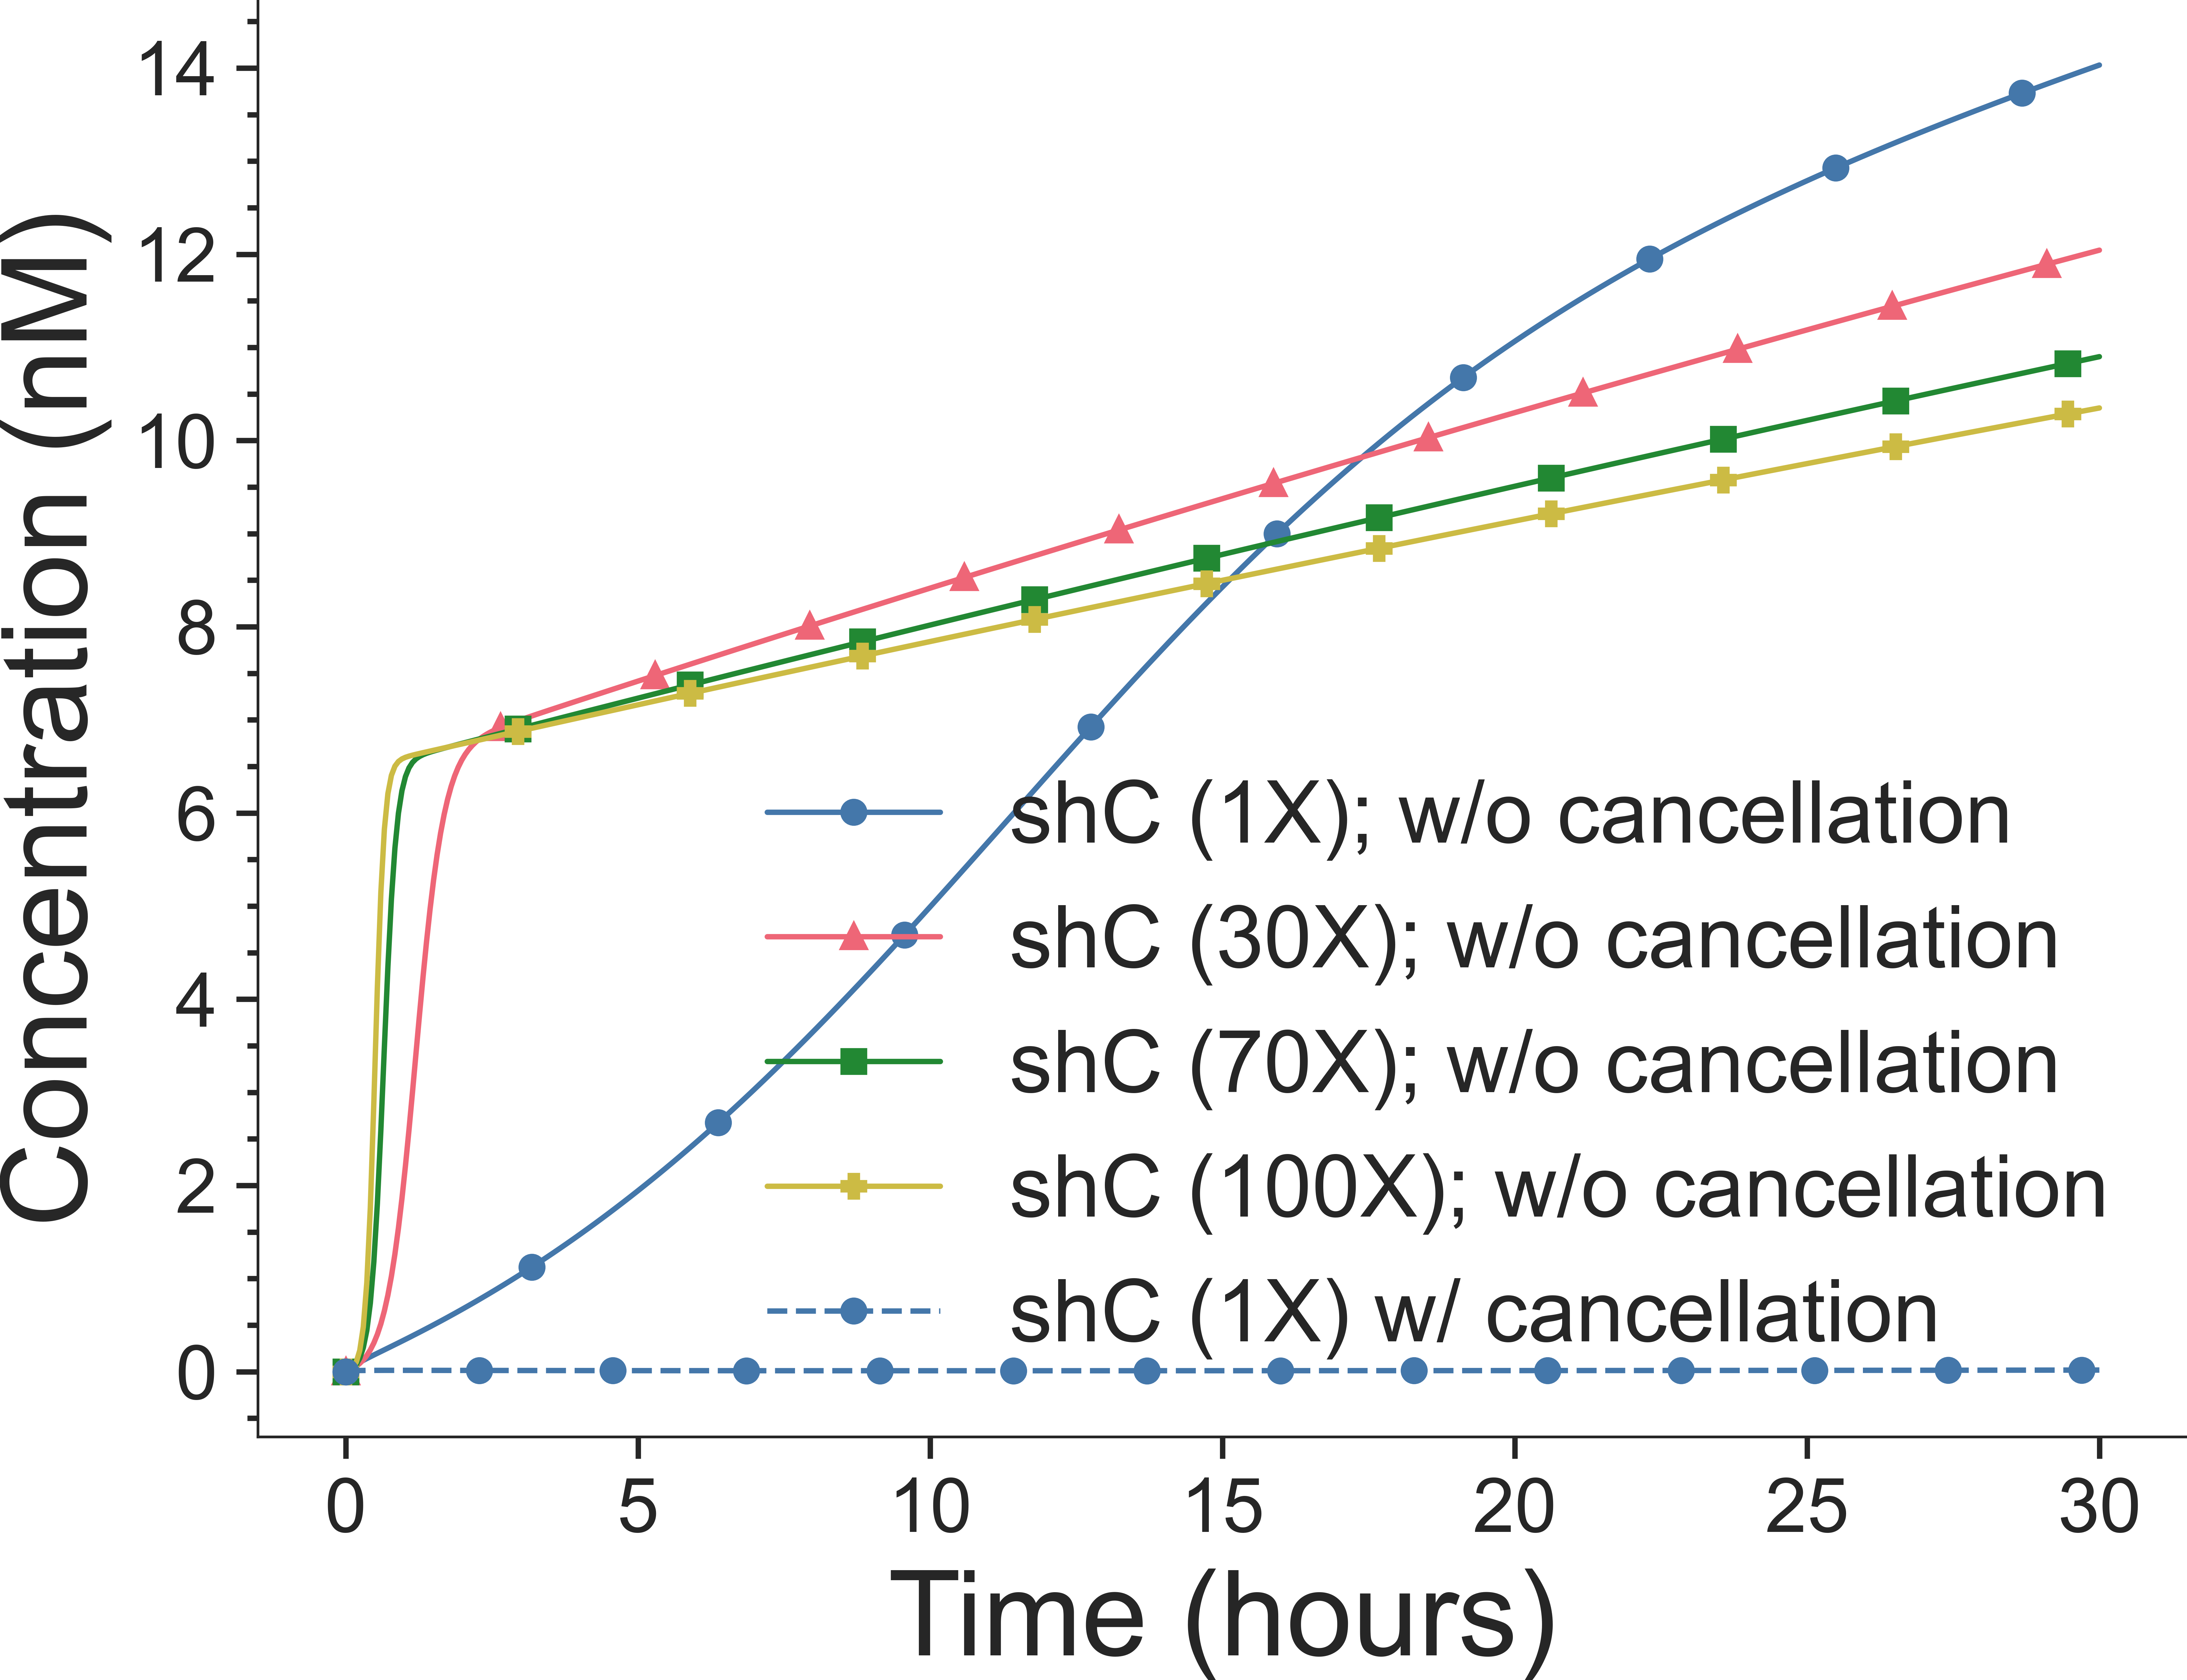 Concentration (nM)
14
12
10
8
6
4
2
0
shC (1X); w/o cancellation
shC (30X); w/o cancellation
shC (70X); w/o cancellation
shC (100X); w/o cancellation
shC (1X) w/ cancellation
0 5 10 15 20 25 30
Time (hours)